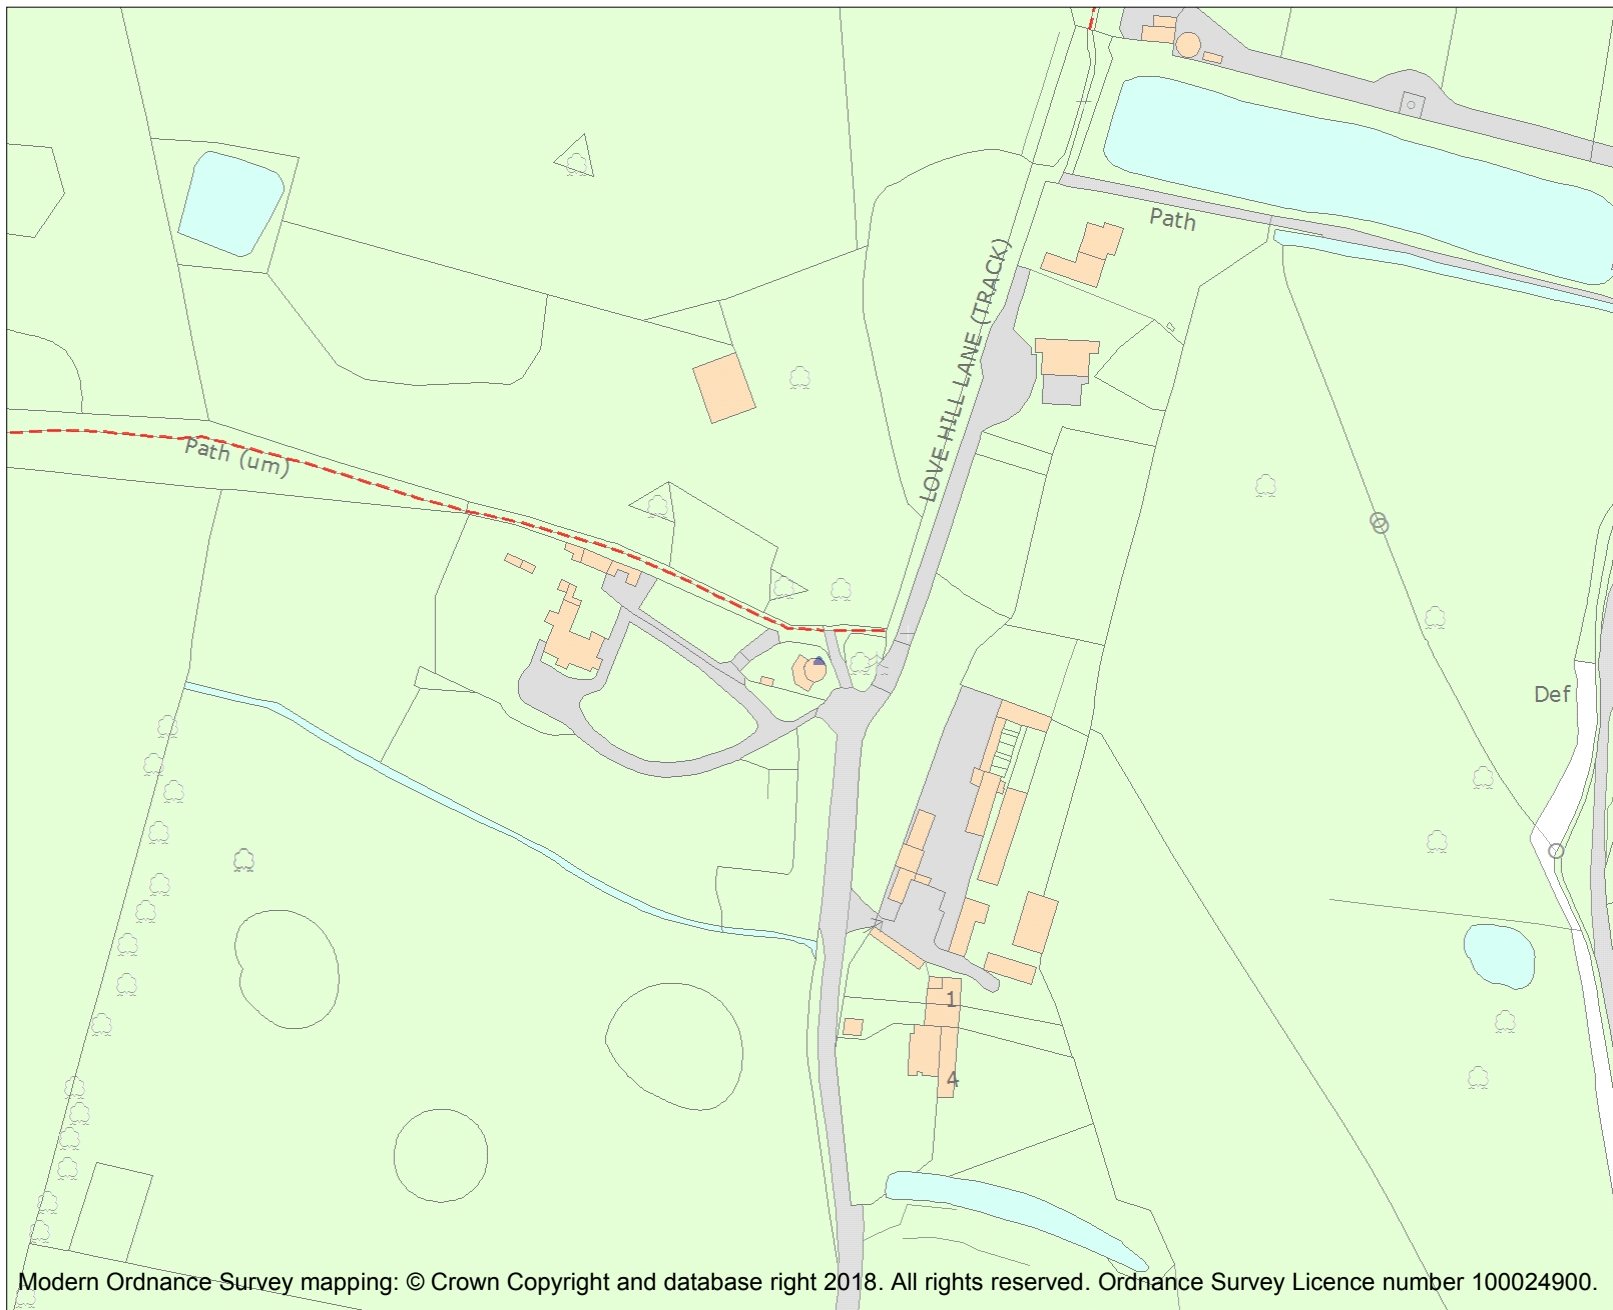 Path
LOVE HILL LANE (TRACK)
Path (um)
Def
1
4
Modern Ordnance Survey mapping: © Crown Copyright and database right 2018. All rights reserved. Ordnance Survey Licence number 100024900.